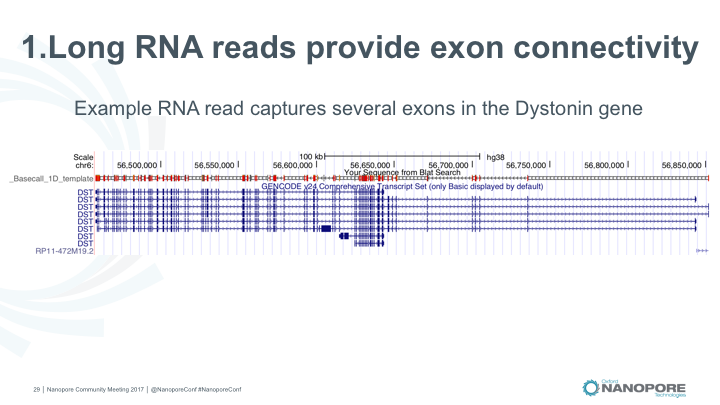 1.Long RNA reads provide exon connectivity
Example RNA read captures several exons in the Dystonin gene
Scale 100 kb hg38
chr6: 56,500,000 56,550,000 56,600,000 56,650,000 56,700,000 56,750,000 56,800,000 56,850,000
Your Sequence from Blat Search
_Basecall_1D_template
GENCODE v24 Comprehensive Transcript Set (only Basic displayed by default)
DST
DST
DST
DST
DST
DST
DST
DST
RP11-472M19.2
29 | Nanopore Community Meeting 2017 | @NanoporeConf #NanoporeConf
Oxford
NANOPORE
Technologies